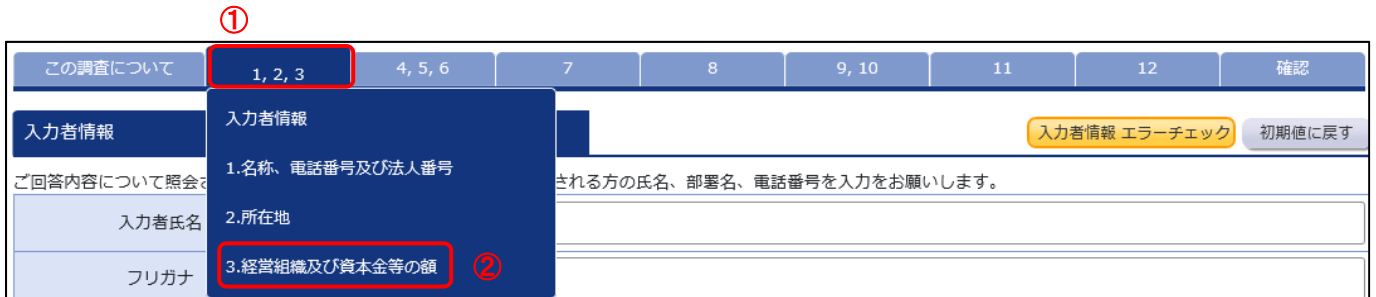 ①
この調査について 1, 2, 3 4, 5, 6 7 8 9, 10 11 12 確認
入力者情報
入力者情報 入力者情報 エラーチェック 初期値に戻す
1.名称、電話番号及び法人番号
ご回答内容について照会さ される方の氏名、部署名、電話番号を入力をお願いします。
入力者氏名 2.所在地
3.経営組織及び資本金等の額 ②
フリガナ